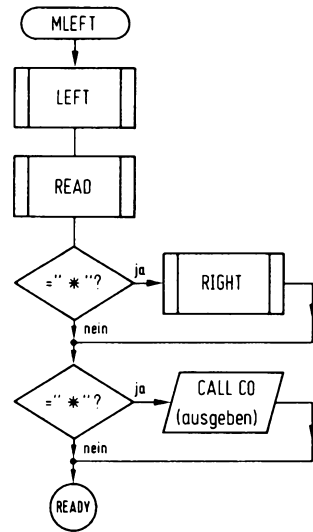 MLEFT
LEFT
READ
=" * "?
ja
RIGHT
nein
=" * "?
ja
CALL CO
(ausgeben)
nein
READY